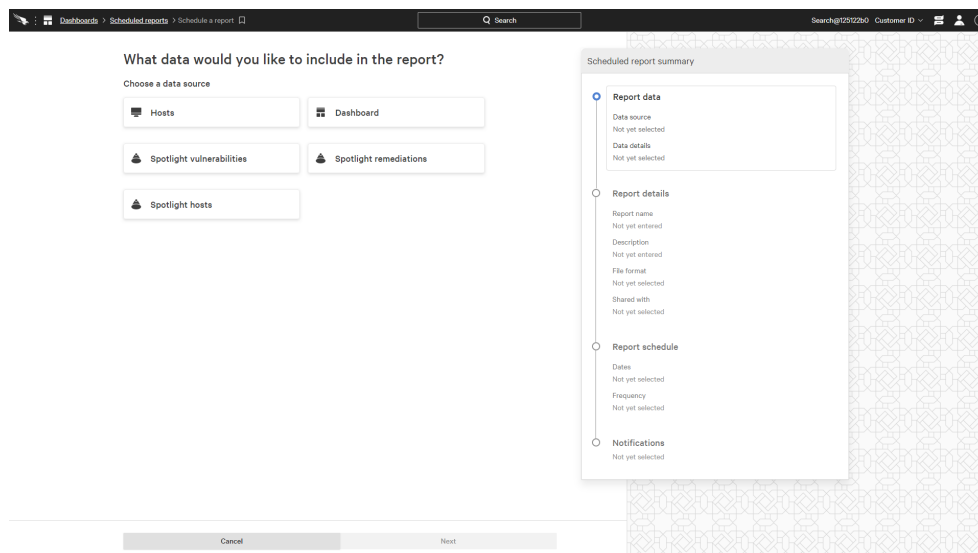 Dashboards > Scheduled reports > Schedule a report
Search
Search@125122b0 Customer ID
What data would you like to include in the report?
Choose a data source
Hosts
Dashboard
Spotlight vulnerabilities
Spotlight remediations
Spotlight hosts
Cancel
Next
Scheduled report summary
Report data
Data source
Not yet selected
Data details
Not yet selected
Report details
Report name
Not yet entered
Description
Not yet entered
File format
Not yet selected
Shared with
Not yet selected
Report schedule
Dates
Not yet selected
Frequency
Not yet selected
Notifications
Not yet selected